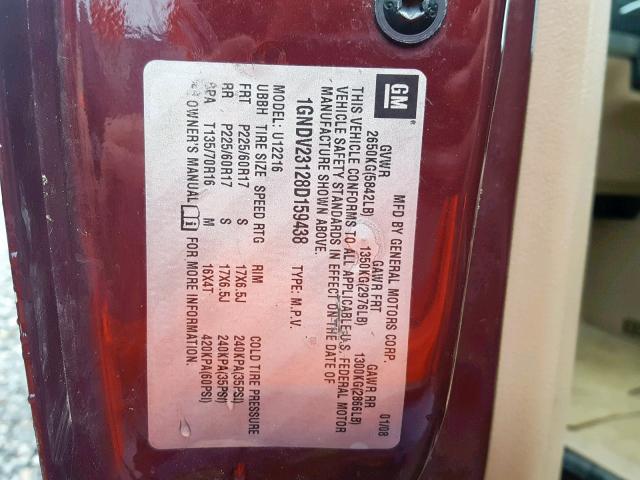 GM
MFD BY GENERAL MOTORS CORP. 01/08
GVWR GAWR FRT GAWR RR
2650KG(5842LB) 1350KG(2976LB) 1300KG(2866LB)
THIS VEHICLE CONFORMS TO ALL APPLICABLE U.S. FEDERAL MOTOR
VEHICLE SAFETY STANDARDS IN EFFECT ON THE DATE OF
MANUFACTURE SHOWN ABOVE.
1GNDV23128D159438 TYPE: M.P.V.
MODEL: U12216
UBBH TIRE SIZE SPEED RTG RIM COLD TIRE PRESSURE
FRT P225/60R17 S 17X6.5J 240KPA(35PSI)
RR P225/60R17 S 17X6.5J 240KPA(35PSI)
SPA T135/70R16 M 16X4T 420KPA(60PSI)
OWNER'S MANUAL FOR MORE INFORMATION.